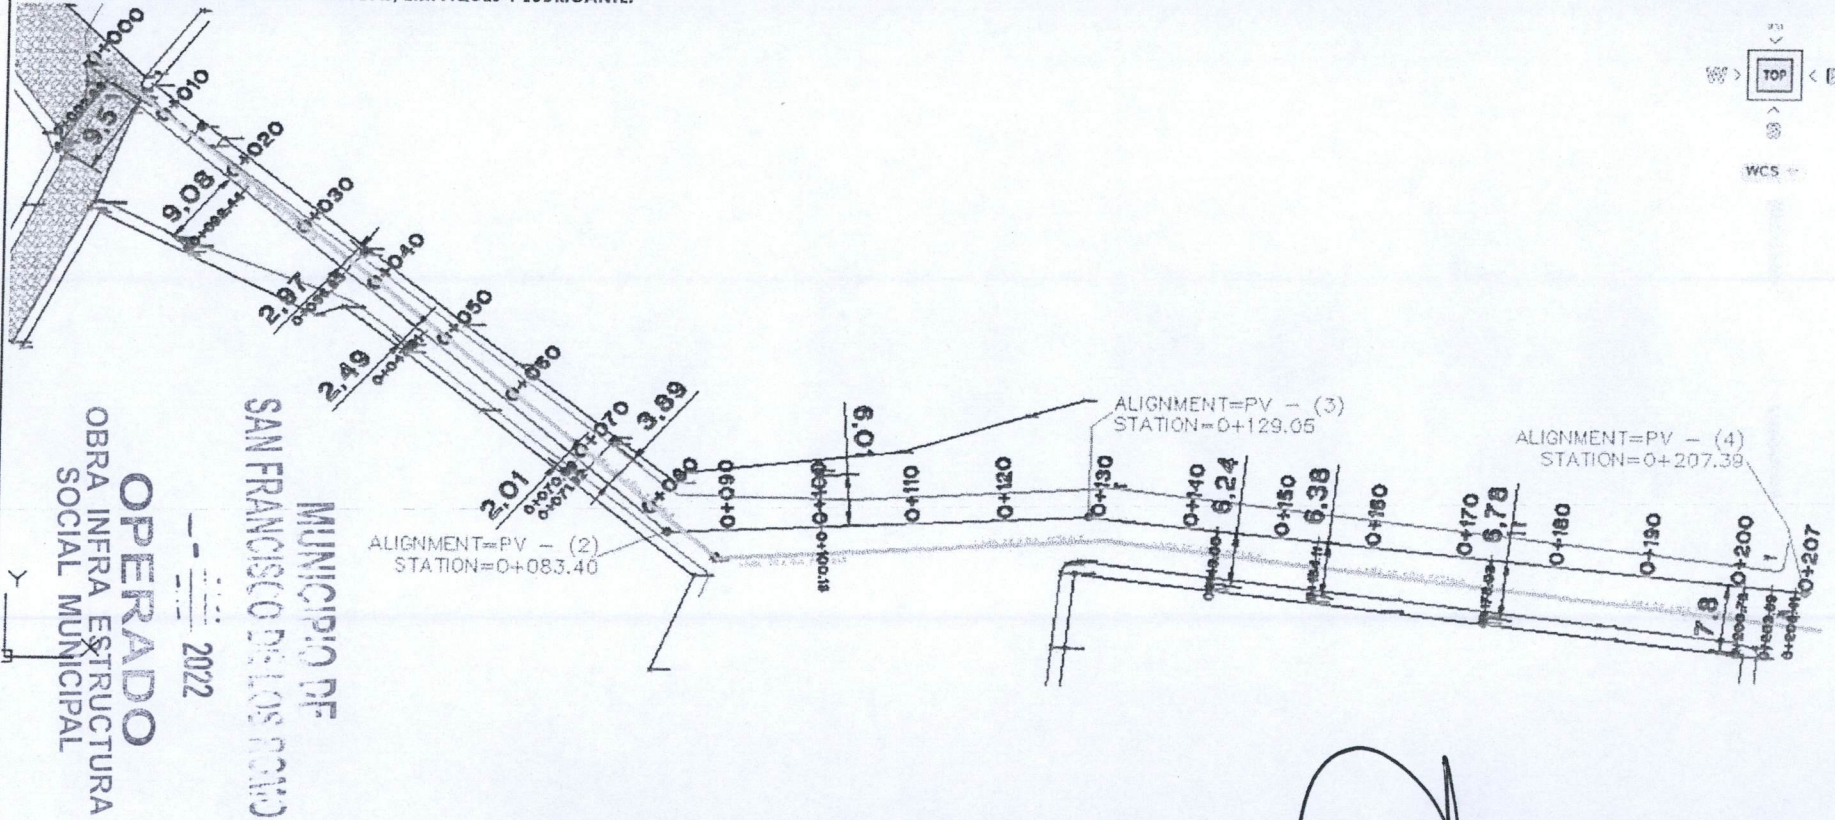 0+010
0+020
9.5
9,08
0+030
0+040
2,97
0+050
2,49
0+060
0+070
3.89
2,01
0+080
0+090
0+100
6,01
0+110
0+120
0+130
0+140
6,24
0+150
6,38
0+160
0+170
6,78
0+180
0+190
0+200
0+207
7.8
ALIGNMENT=PV - (2)
STATION=0+083.40
ALIGNMENT=PV - (3)
STATION=0+129.05
ALIGNMENT=PV - (4)
STATION=0+207.39
W
TOP
WCS
Y
X
MUNICIPIO DE
SAN FRANCISCO DE LOS ROMO
2022
OPERADO
OBRA INFRA ESTRUCTURA
SOCIAL MUNICIPAL